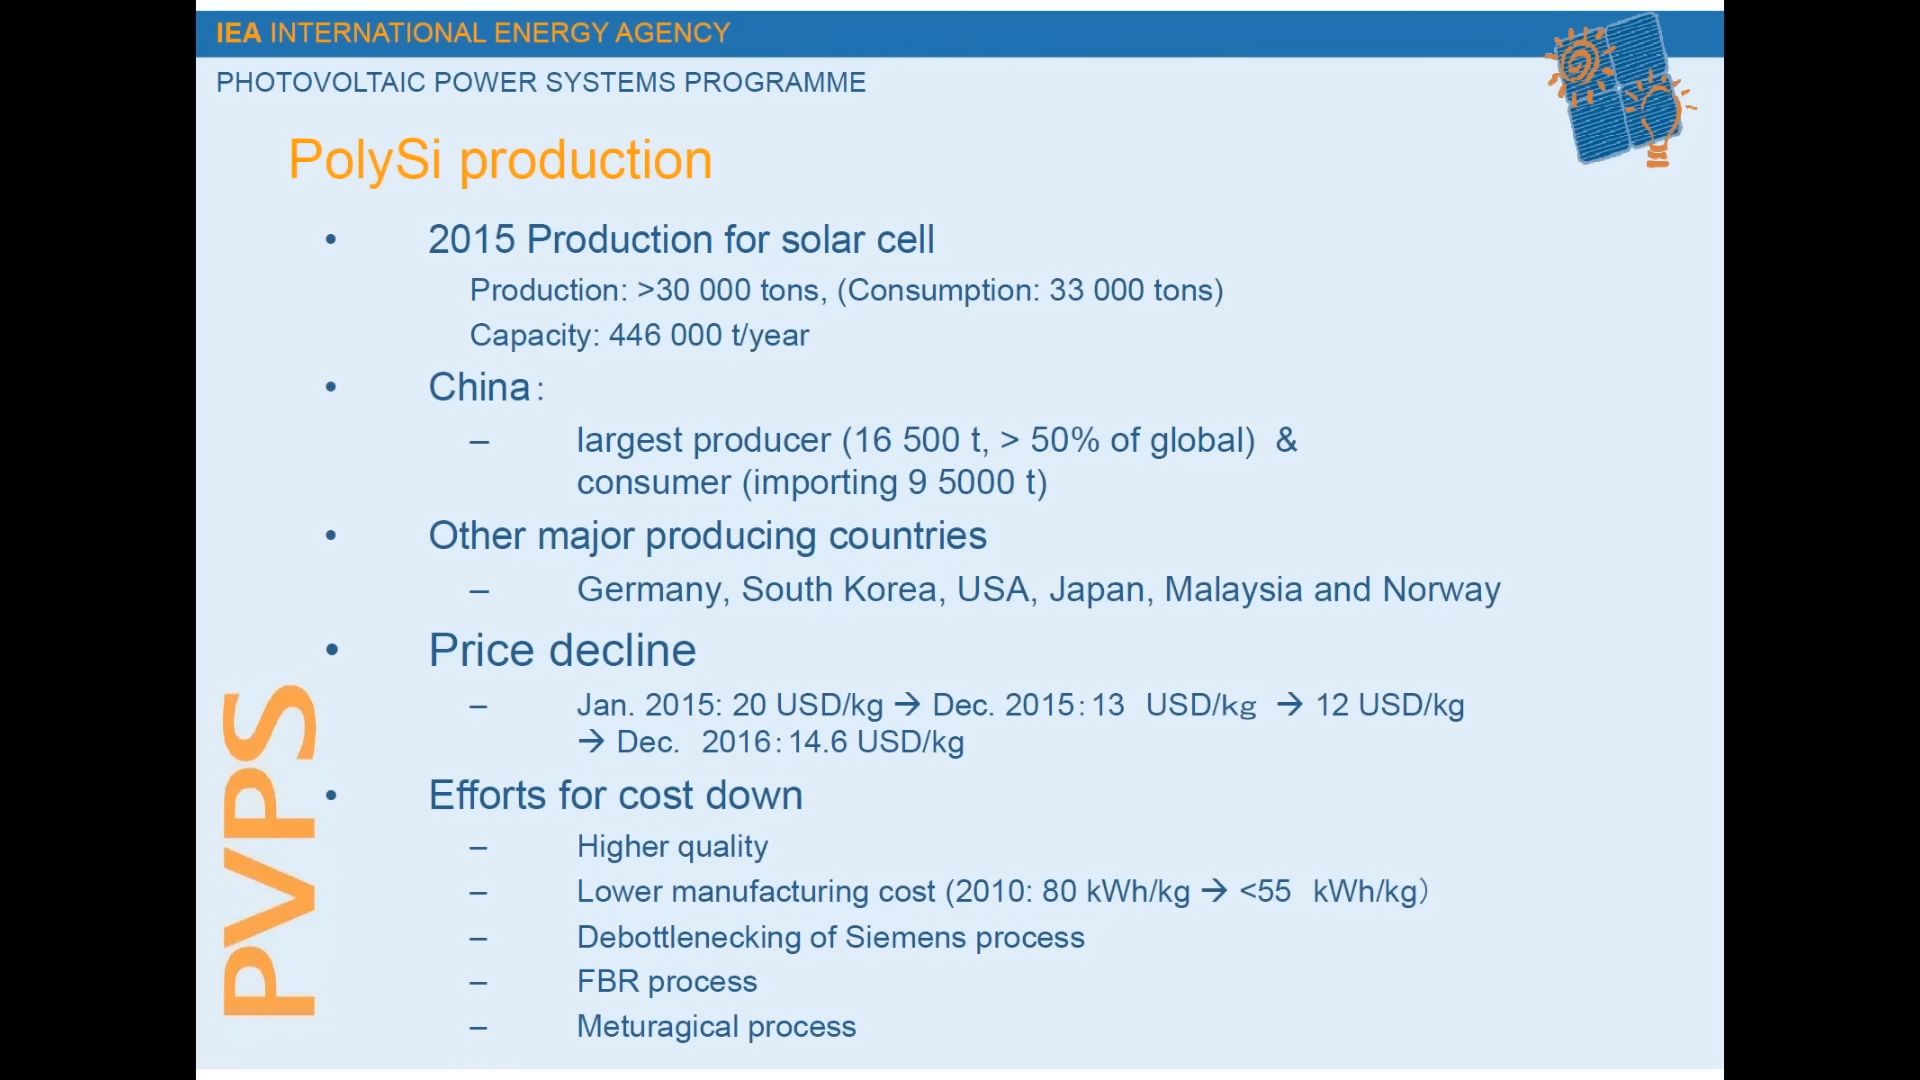 IEA INTERNATIONAL ENERGY AGENCY
PHOTOVOLTAIC POWER SYSTEMS PROGRAMME
PolySi production
• 2015 Production for solar cell
Production: >30 000 tons, (Consumption: 33 000 tons)
Capacity: 446 000 t/year
• China:
– largest producer (16 500 t, > 50% of global) &
consumer (importing 9 5000 t)
• Other major producing countries
– Germany, South Korea, USA, Japan, Malaysia and Norway
• Price decline
– Jan. 2015: 20 USD/kg → Dec. 2015:13 USD/kg → 12 USD/kg
→ Dec. 2016:14.6 USD/kg
• Efforts for cost down
– Higher quality
– Lower manufacturing cost (2010: 80 kWh/kg → <55 kWh/kg)
– Debottlenecking of Siemens process
– FBR process
– Meturagical process
PVPS